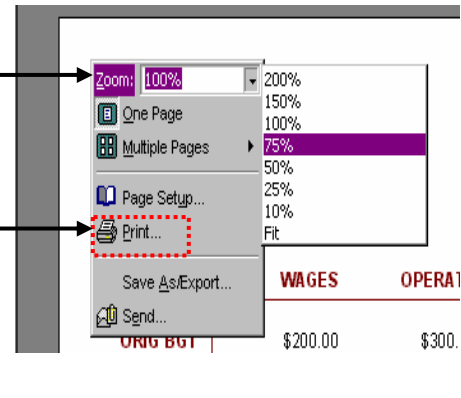 Zoom: 100%
One Page
Multiple Pages
Page Setup...
Print...
Save As/Export...
Send...
200%
150%
100%
75%
50%
25%
10%
Fit
WAGES OPERAT
ORIG BGT $200.00 $300.